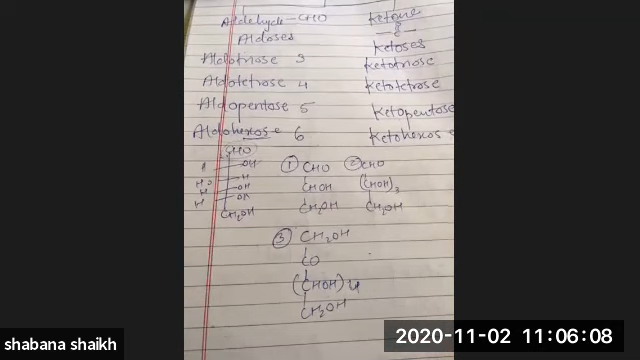 Aldehyde -CHO Ketone
O
-C-
Aldoses Ketoses
Aldotriose 3 Ketotriose
Aldotetrose 4 Ketotetrose
Aldopentose 5 Ketopentose
Aldohexose 6 Ketohexose
CHO
H OH
HO H
H OH
H OH
CH2OH
① CHO
CHOH
CH2OH
② CHO
(CHOH)3
CH2OH
③ CH2OH
CO
(CHOH)4
CH2OH
shabana shaikh
2020-11-02 11:06:08